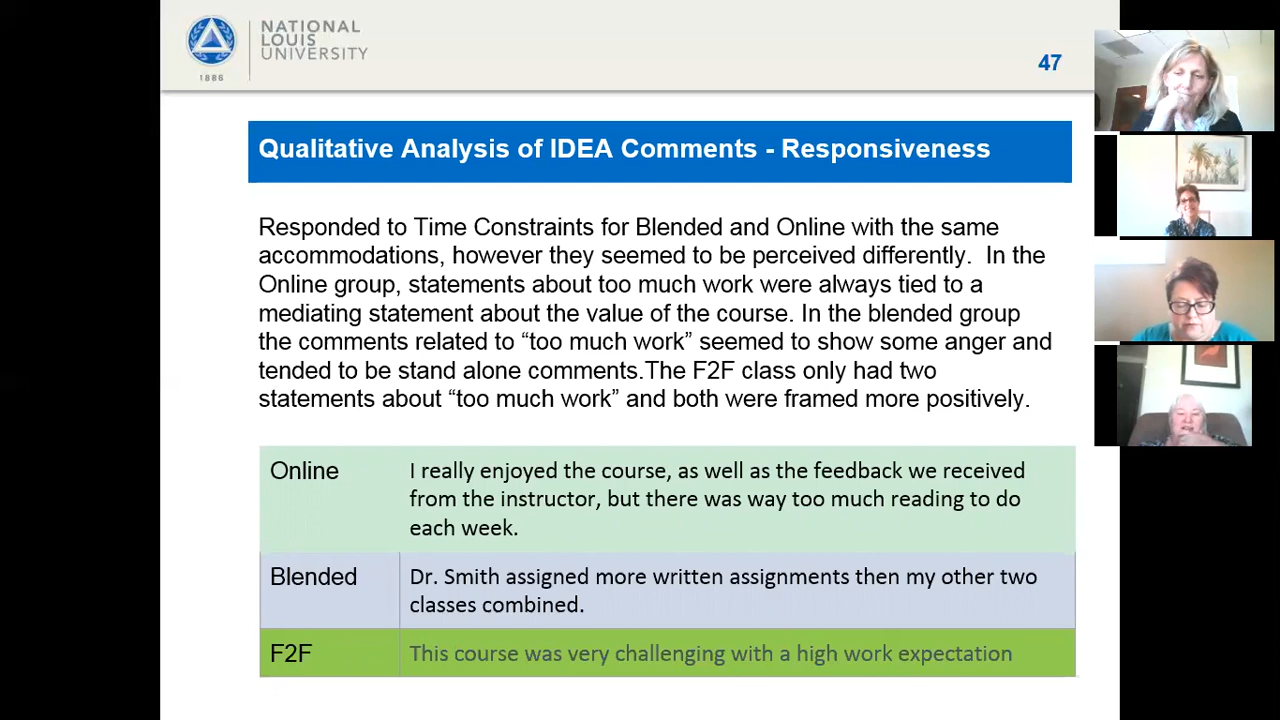 NATIONAL
LOUIS
UNIVERSITY
1886
47
Qualitative Analysis of IDEA Comments - Responsiveness
Responded to Time Constraints for Blended and Online with the same
accommodations, however they seemed to be perceived differently.  In the
Online group, statements about too much work were always tied to a
mediating statement about the value of the course. In the blended group
the comments related to “too much work” seemed to show some anger and
tended to be stand alone comments.The F2F class only had two
statements about “too much work” and both were framed more positively.
Online
I really enjoyed the course, as well as the feedback we received
from the instructor, but there was way too much reading to do
each week.
Blended
Dr. Smith assigned more written assignments then my other two
classes combined.
F2F
This course was very challenging with a high work expectation